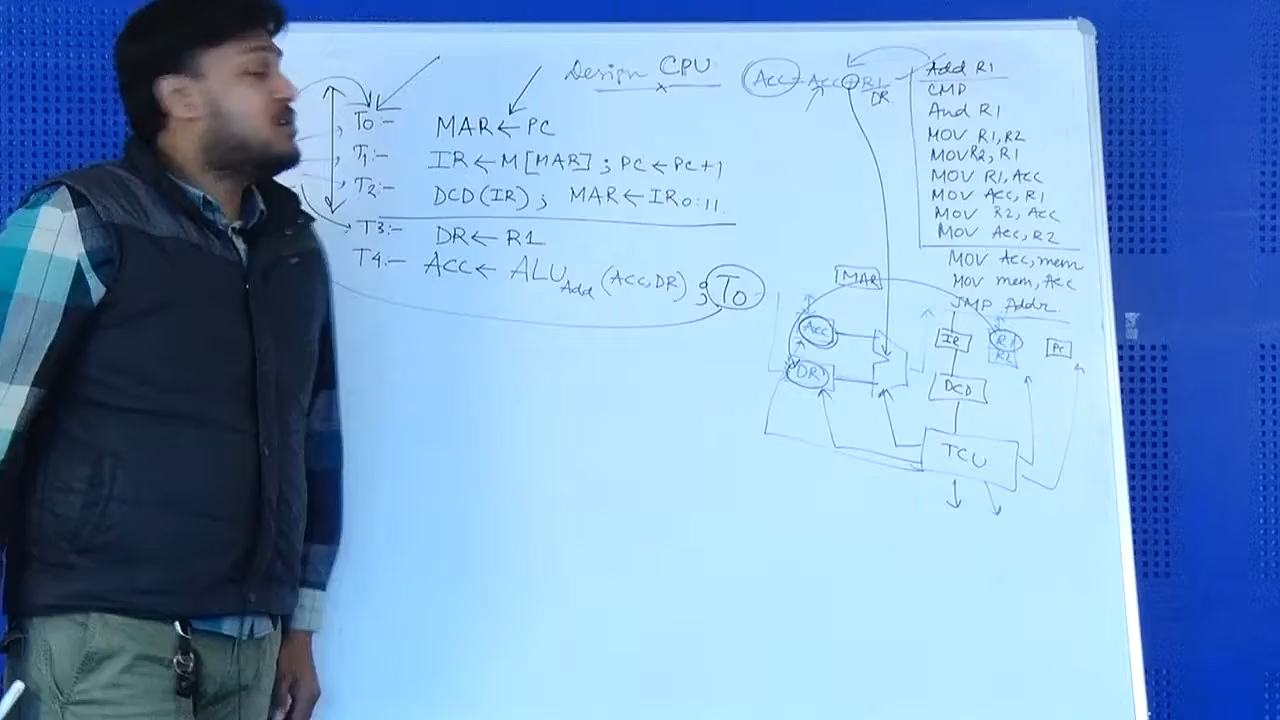 Design CPU
T0:- MAR ← PC
T1:- IR ← M[MAR] ; PC ← PC+1
T2:- DCD(IR) ; MAR ← IR0:11
T3:- DR ← R1
T4:- ACC ← ALU Add (ACC, DR) ; T0
Acc = Acc + R1
DR
Add R1
CMP
And R1
MOV R1,R2
MOV R2, R1
MOV R1, Acc
MOV Acc, R1
MOV R2, Acc
MOV Acc, R2
MOV Acc, mem
MOV mem, Acc
JMP Addr
MAR
Acc
IR
R1
R2
PC
DR
DCD
TCU